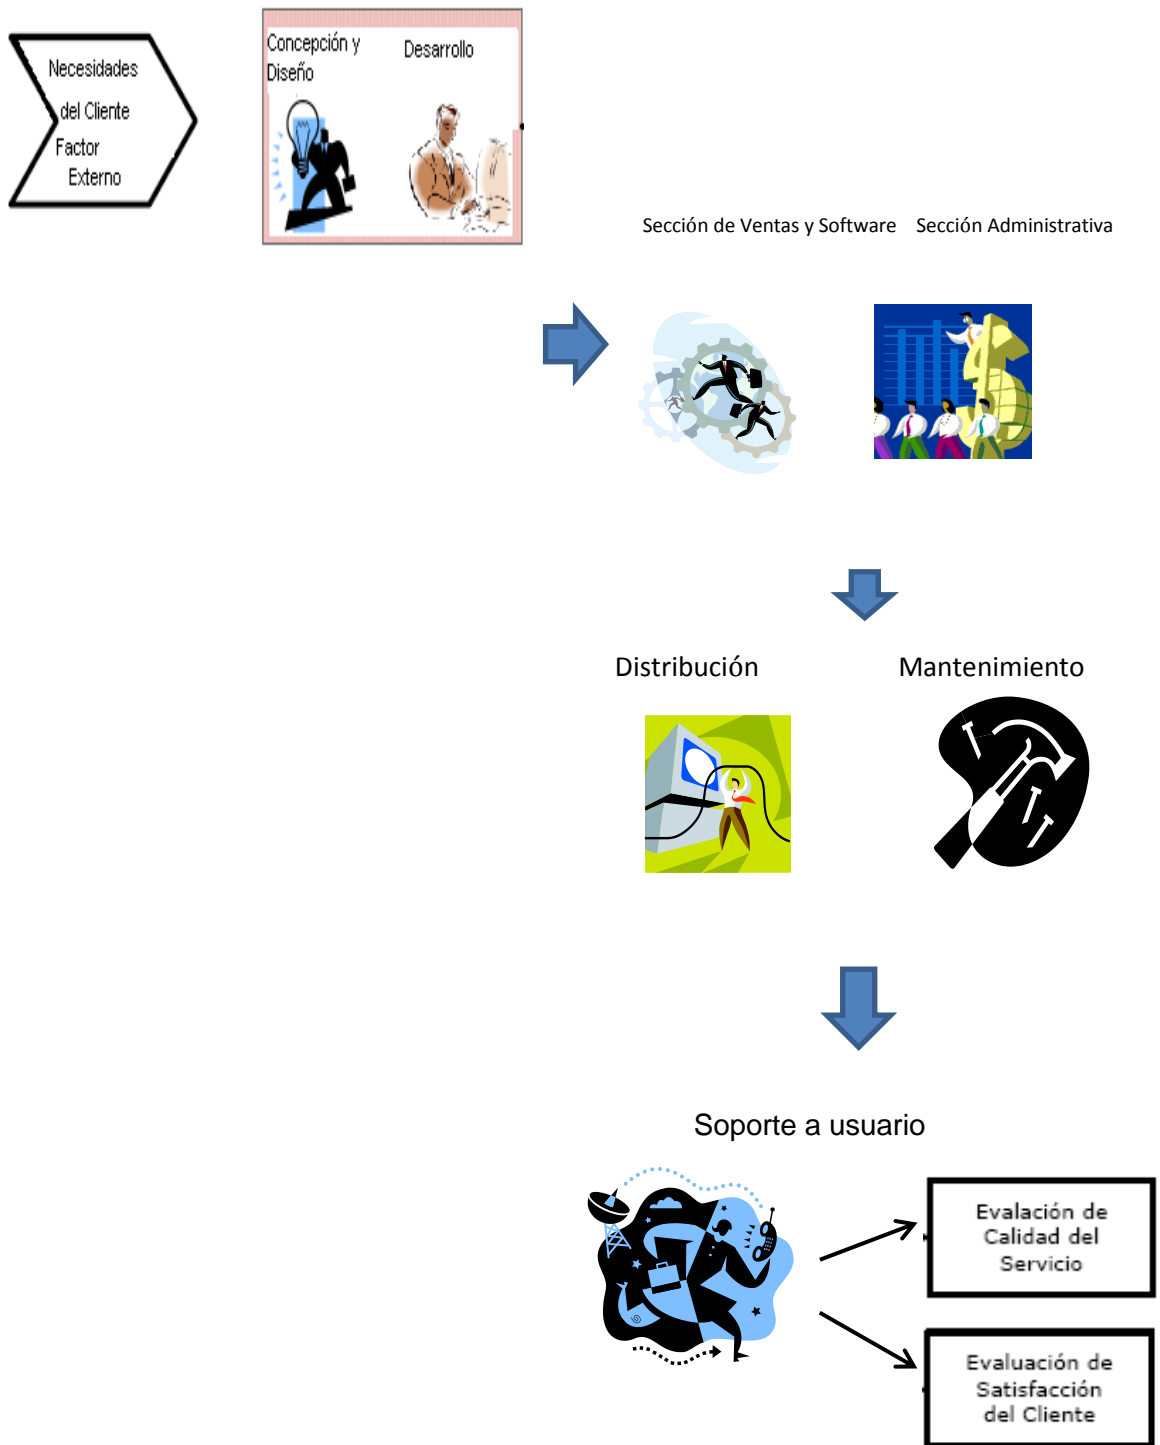 Necesidades
del Cliente
Factor
Externo
Concepción y
Diseño
Desarrollo
Sección de Ventas y Software
Sección Administrativa
Distribución
Mantenimiento
Soporte a usuario
Evalación de
Calidad del
Servicio
Evaluación de
Satisfacción
del Cliente